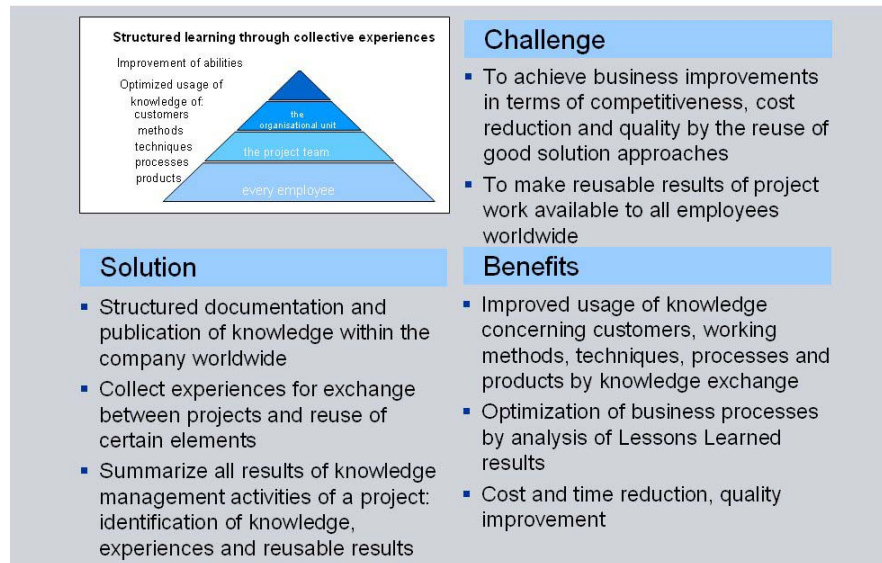 Structured learning through collective experiences
Improvement of abilities
Optimized usage of
knowledge of:
customers
methods
techniques
processes
products
the
organisational unit
the project team
every employee
Challenge
▪ To achieve business improvements
in terms of competitiveness, cost
reduction and quality by the reuse of
good solution approaches
▪ To make reusable results of project
work available to all employees
worldwide
Solution
▪ Structured documentation and
publication of knowledge within the
company worldwide
▪ Collect experiences for exchange
between projects and reuse of
certain elements
▪ Summarize all results of knowledge
management activities of a project:
identification of knowledge,
experiences and reusable results
Benefits
▪ Improved usage of knowledge
concerning customers, working
methods, techniques, processes and
products by knowledge exchange
▪ Optimization of business processes
by analysis of Lessons Learned
results
▪ Cost and time reduction, quality
improvement